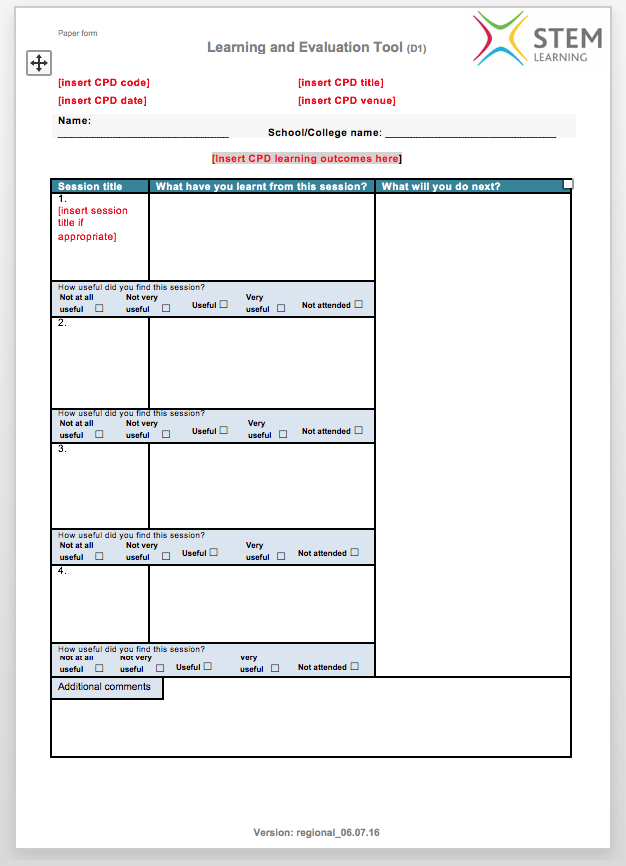 Paper form
Learning and Evaluation Tool (D1)
STEM
LEARNING
[insert CPD code] [insert CPD title]
[insert CPD date] [insert CPD venue]
Name:
School/College name:
[Insert CPD learning outcomes here]
Session title What have you learnt from this session? What will you do next?
1.
[insert session
title if
appropriate]
How useful did you find this session?
Not at all Not very Very
useful ☐ useful ☐ Useful ☐ useful ☐ Not attended ☐
2.
How useful did you find this session?
Not at all Not very Very
useful ☐ useful ☐ Useful ☐ useful ☐ Not attended ☐
3.
How useful did you find this session?
Not at all Not very Very
useful ☐ useful ☐ Useful ☐ useful ☐ Not attended ☐
4.
How useful did you find this session?
Not at all Not very Very
useful ☐ useful ☐ Useful ☐ useful ☐ Not attended ☐
Additional comments
Version: regional_06.07.16